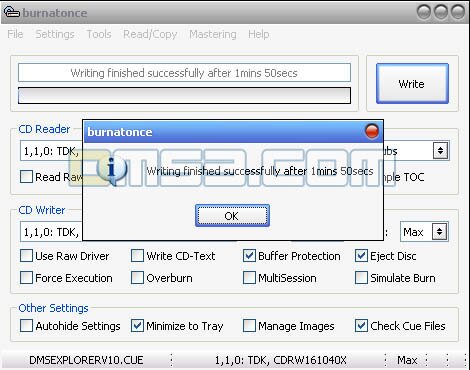 burnatonce
File Settings Tools Read/Copy Mastering Help
Writing finished successfully after 1mins 50secs
Write
CD Reader
burnatonce
1,1,0: TDK,
Writing finished successfully after 1mins 50secs
DMS3.COM
Read Raw
TOC
OK
CD Writer
1,1,0: TDK,
Max
Use Raw Driver Write CD-Text Buffer Protection Eject Disc
Force Execution Overburn MultiSession Simulate Burn
Other Settings
Autohide Settings Minimize to Tray Manage Images Check Cue Files
DMSEXPLORERV10.CUE 1,1,0: TDK, CDRW161040X Max